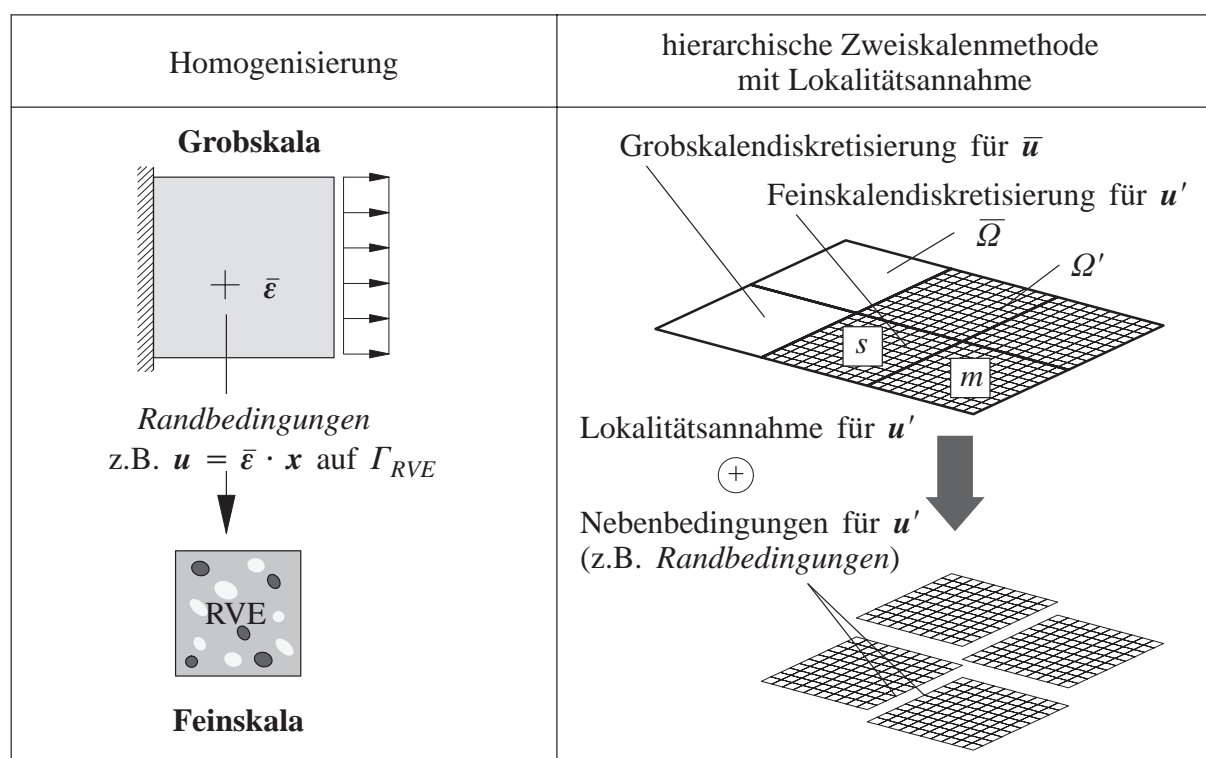 Homogenisierung
hierarchische Zweiskalenmethode
mit Lokalitätsannahme
Grobskala
ε̄
Randbedingungen
z.B. u = ε̄ · x auf Γ_RVE
RVE
Feinskala
Grobskalendiskretisierung für u̅
Feinskalendiskretisierung für u′
Ω̅
Ω′
s
m
Lokalitätsannahme für u′
+
Nebenbedingungen für u′
(z.B. Randbedingungen)